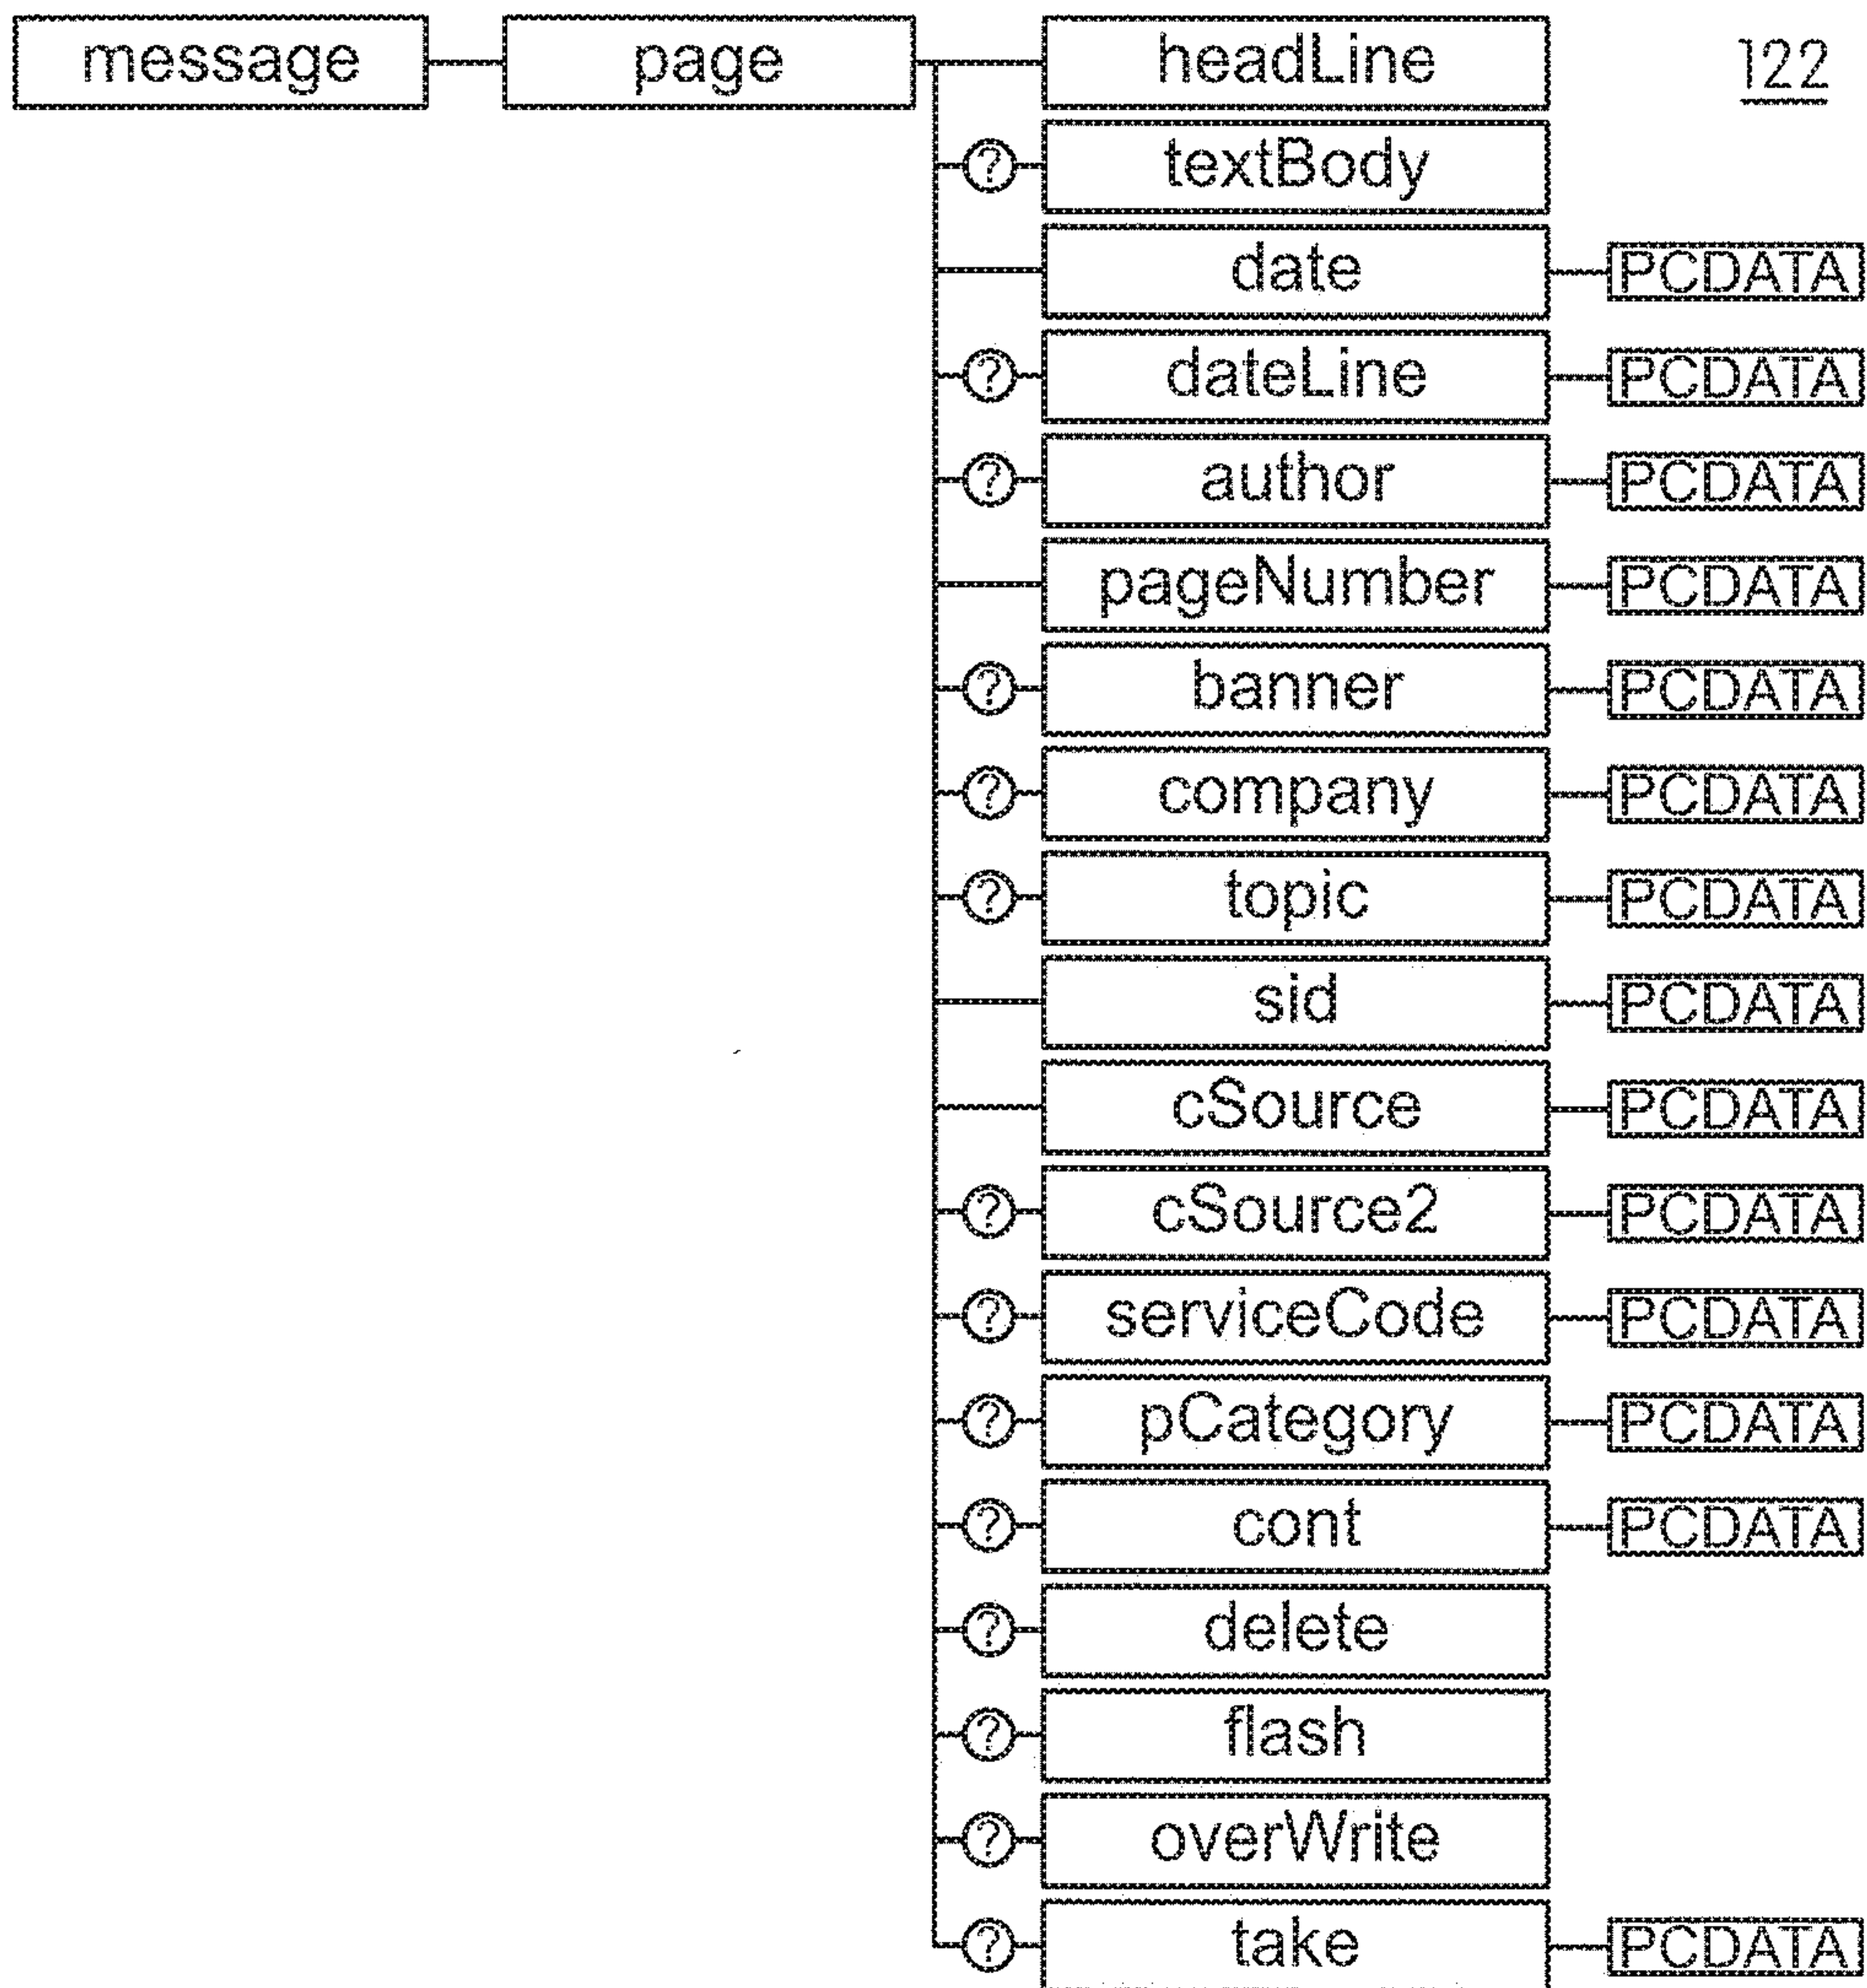 message page headLine 122
? textBody
date PCDATA
? dateLine PCDATA
? author PCDATA
pageNumber PCDATA
? banner PCDATA
? company PCDATA
? topic PCDATA
sid PCDATA
cSource PCDATA
? cSource2 PCDATA
? serviceCode PCDATA
? pCategory PCDATA
? cont PCDATA
? delete
? flash
? overWrite
? take PCDATA